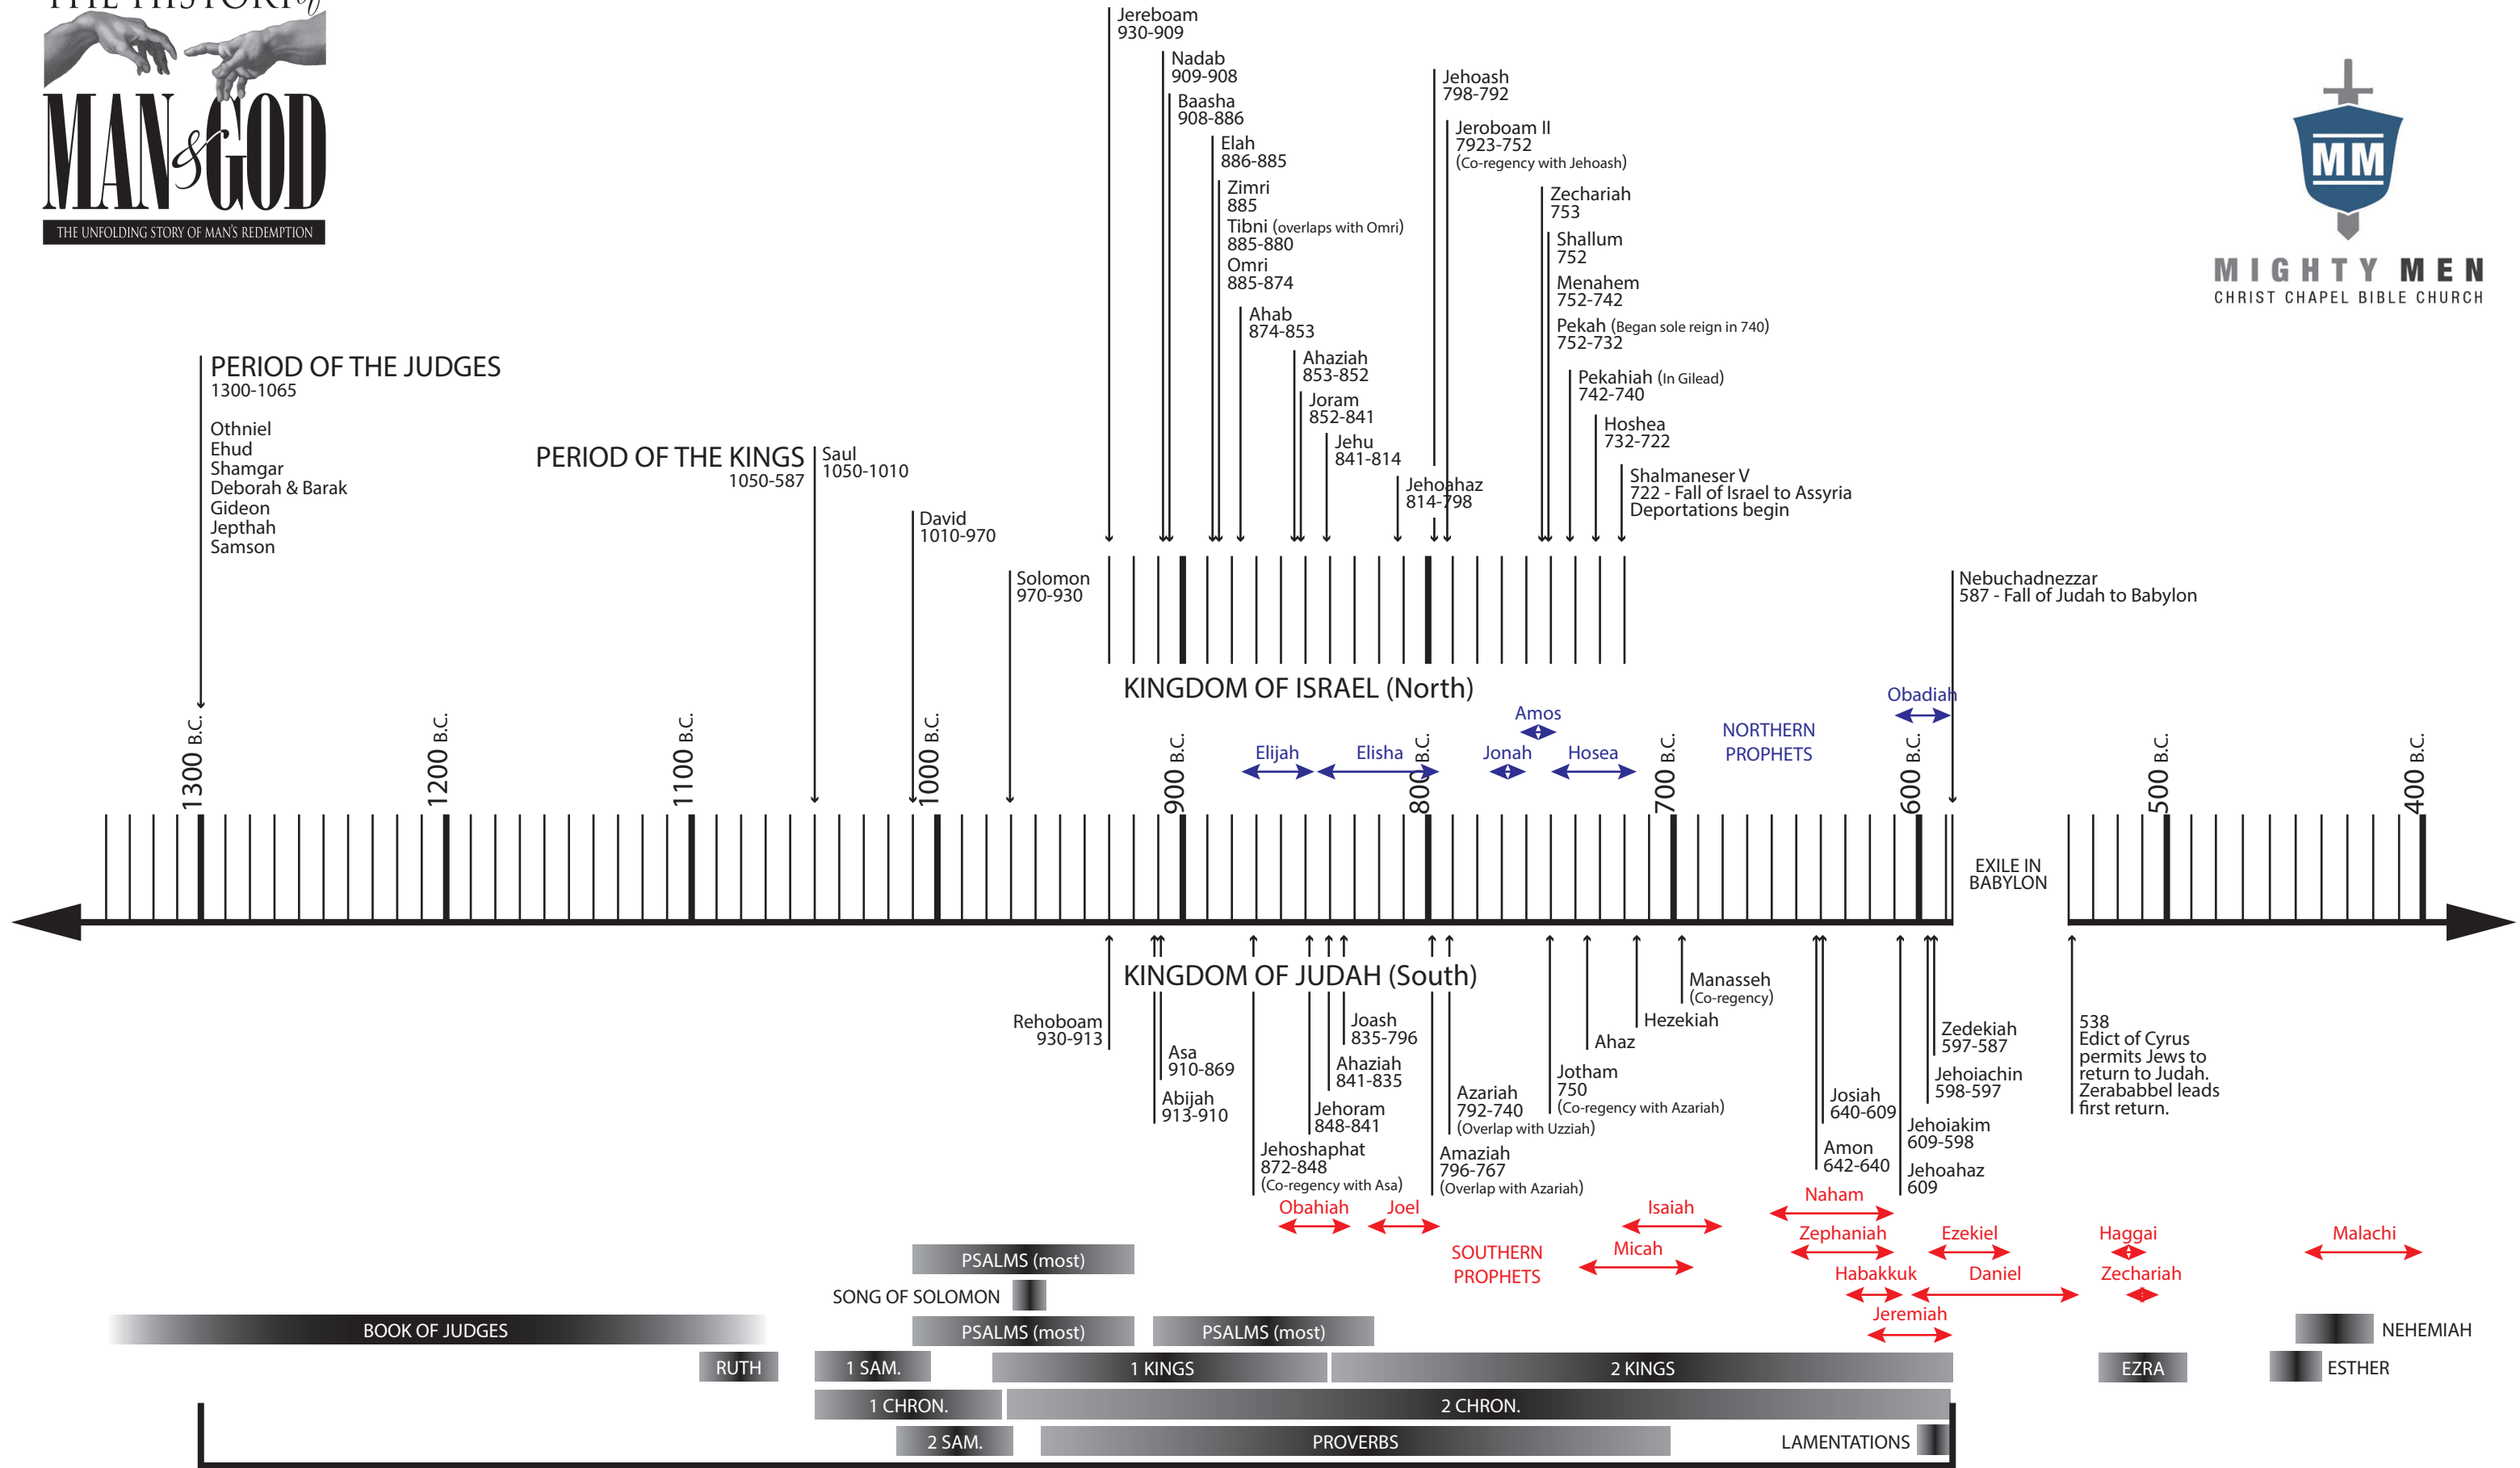 THE HISTORY of
MAN & GOD
THE UNFOLDING STORY OF MAN'S REDEMPTION
MM
MIGHTY MEN
CHRIST CHAPEL BIBLE CHURCH
Jereboam
930-909
Nadab
909-908
Baasha
908-886
Elah
886-885
Zimri
885
Tibni (overlaps with Omri)
885-880
Omri
885-874
Ahab
874-853
Ahaziah
853-852
Joram
852-841
Jehu
841-814
Jehoahaz
814-798
Jehoash
798-792
Jeroboam II
7923-752
(Co-regency with Jehoash)
Zechariah
753
Shallum
752
Menahem
752-742
Pekah (Began sole reign in 740)
752-732
Pekahiah (In Gilead)
742-740
Hoshea
732-722
Shalmaneser V
722 - Fall of Israel to Assyria
Deportations begin
PERIOD OF THE JUDGES
1300-1065
Othniel
Ehud
Shamgar
Deborah & Barak
Gideon
Jepthah
Samson
PERIOD OF THE KINGS
1050-587
Saul
1050-1010
David
1010-970
Solomon
970-930
Nebuchadnezzar
587 - Fall of Judah to Babylon
KINGDOM OF ISRAEL (North)
Obadiah
Amos
Elijah
Elisha
Jonah
Hosea
NORTHERN
PROPHETS
1300 B.C.
1200 B.C.
1100 B.C.
1000 B.C.
900 B.C.
800 B.C.
700 B.C.
600 B.C.
500 B.C.
400 B.C.
EXILE IN
BABYLON
KINGDOM OF JUDAH (South)
Rehoboam
930-913
Asa
910-869
Abijah
913-910
Joash
835-796
Ahaziah
841-835
Jehoram
848-841
Jehoshaphat
872-848
(Co-regency with Asa)
Azariah
792-740
(Overlap with Uzziah)
Amaziah
796-767
(Overlap with Azariah)
Manasseh
(Co-regency)
Hezekiah
Ahaz
Jotham
750
(Co-regency with Azariah)
Josiah
640-609
Amon
642-640
Zedekiah
597-587
Jehoiachin
598-597
Jehoiakim
609-598
Jehoahaz
609
538
Edict of Cyrus
permits Jews to
return to Judah.
Zerababbel leads
first return.
Obahiah
Joel
SOUTHERN
PROPHETS
Isaiah
Micah
Naham
Zephaniah
Habakkuk
Jeremiah
Ezekiel
Daniel
Haggai
Zechariah
Malachi
PSALMS (most)
SONG OF SOLOMON
BOOK OF JUDGES
PSALMS (most)
PSALMS (most)
NEHEMIAH
RUTH
1 SAM.
1 KINGS
2 KINGS
EZRA
ESTHER
1 CHRON.
2 CHRON.
2 SAM.
PROVERBS
LAMENTATIONS